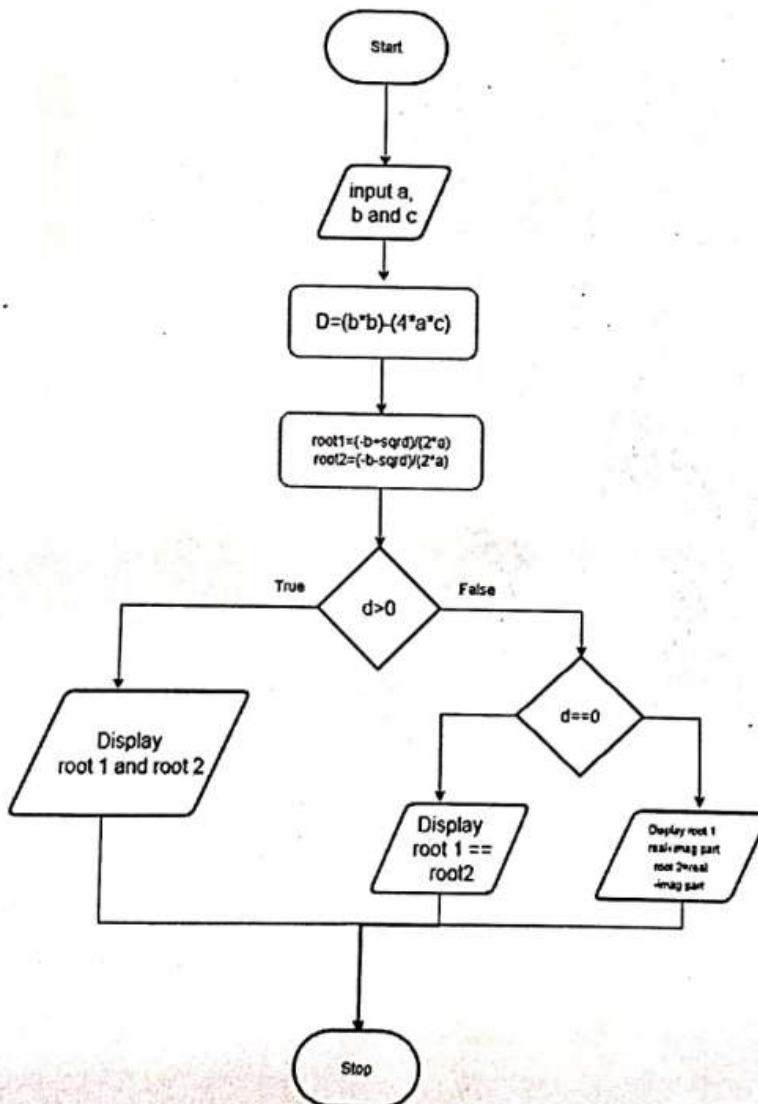 Start
input a,
b and c
D=(b*b)-(4*a*c)
root1=(-b+sqrd)/(2*a)
root2=(-b-sqrd)/(2*a)
d>0
True
False
d==0
Display
root 1 and root 2
Display
root 1 ==
root2
Display root 1
real+imag part
root 2=real
-imag part
Stop